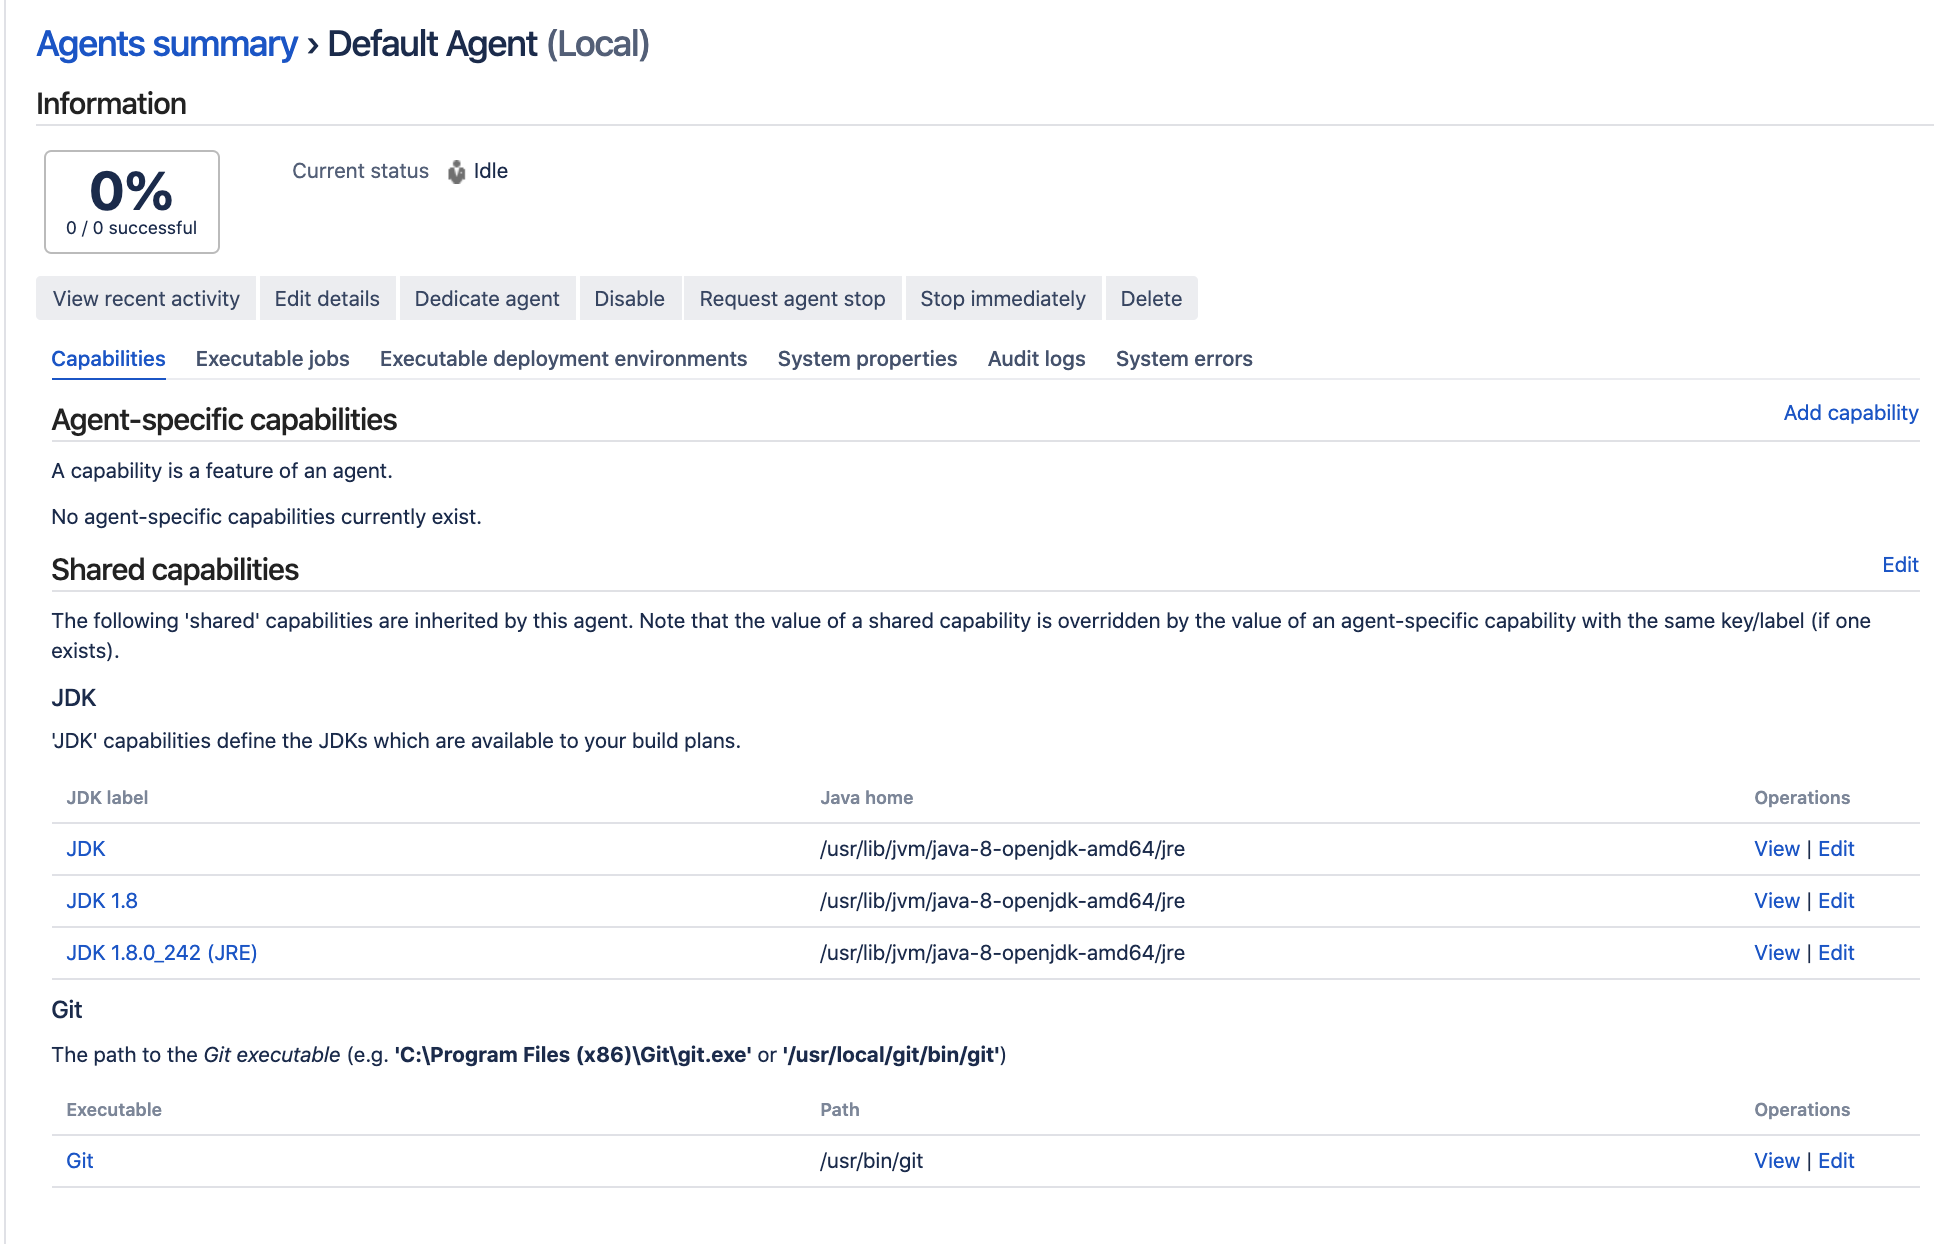 Agents summary › Default Agent (Local)
Information
0%
0 / 0 successful
Current status Idle
View recent activity Edit details Dedicate agent Disable Request agent stop Stop immediately Delete
Capabilities Executable jobs Executable deployment environments System properties Audit logs System errors
Agent-specific capabilities Add capability
A capability is a feature of an agent.
No agent-specific capabilities currently exist.
Shared capabilities Edit
The following 'shared' capabilities are inherited by this agent. Note that the value of a shared capability is overridden by the value of an agent-specific capability with the same key/label (if one
exists).
JDK
'JDK' capabilities define the JDKs which are available to your build plans.
JDK label Java home Operations
JDK /usr/lib/jvm/java-8-openjdk-amd64/jre View | Edit
JDK 1.8 /usr/lib/jvm/java-8-openjdk-amd64/jre View | Edit
JDK 1.8.0_242 (JRE) /usr/lib/jvm/java-8-openjdk-amd64/jre View | Edit
Git
The path to the Git executable (e.g. 'C:\Program Files (x86)\Git\git.exe' or '/usr/local/git/bin/git')
Executable Path Operations
Git /usr/bin/git View | Edit